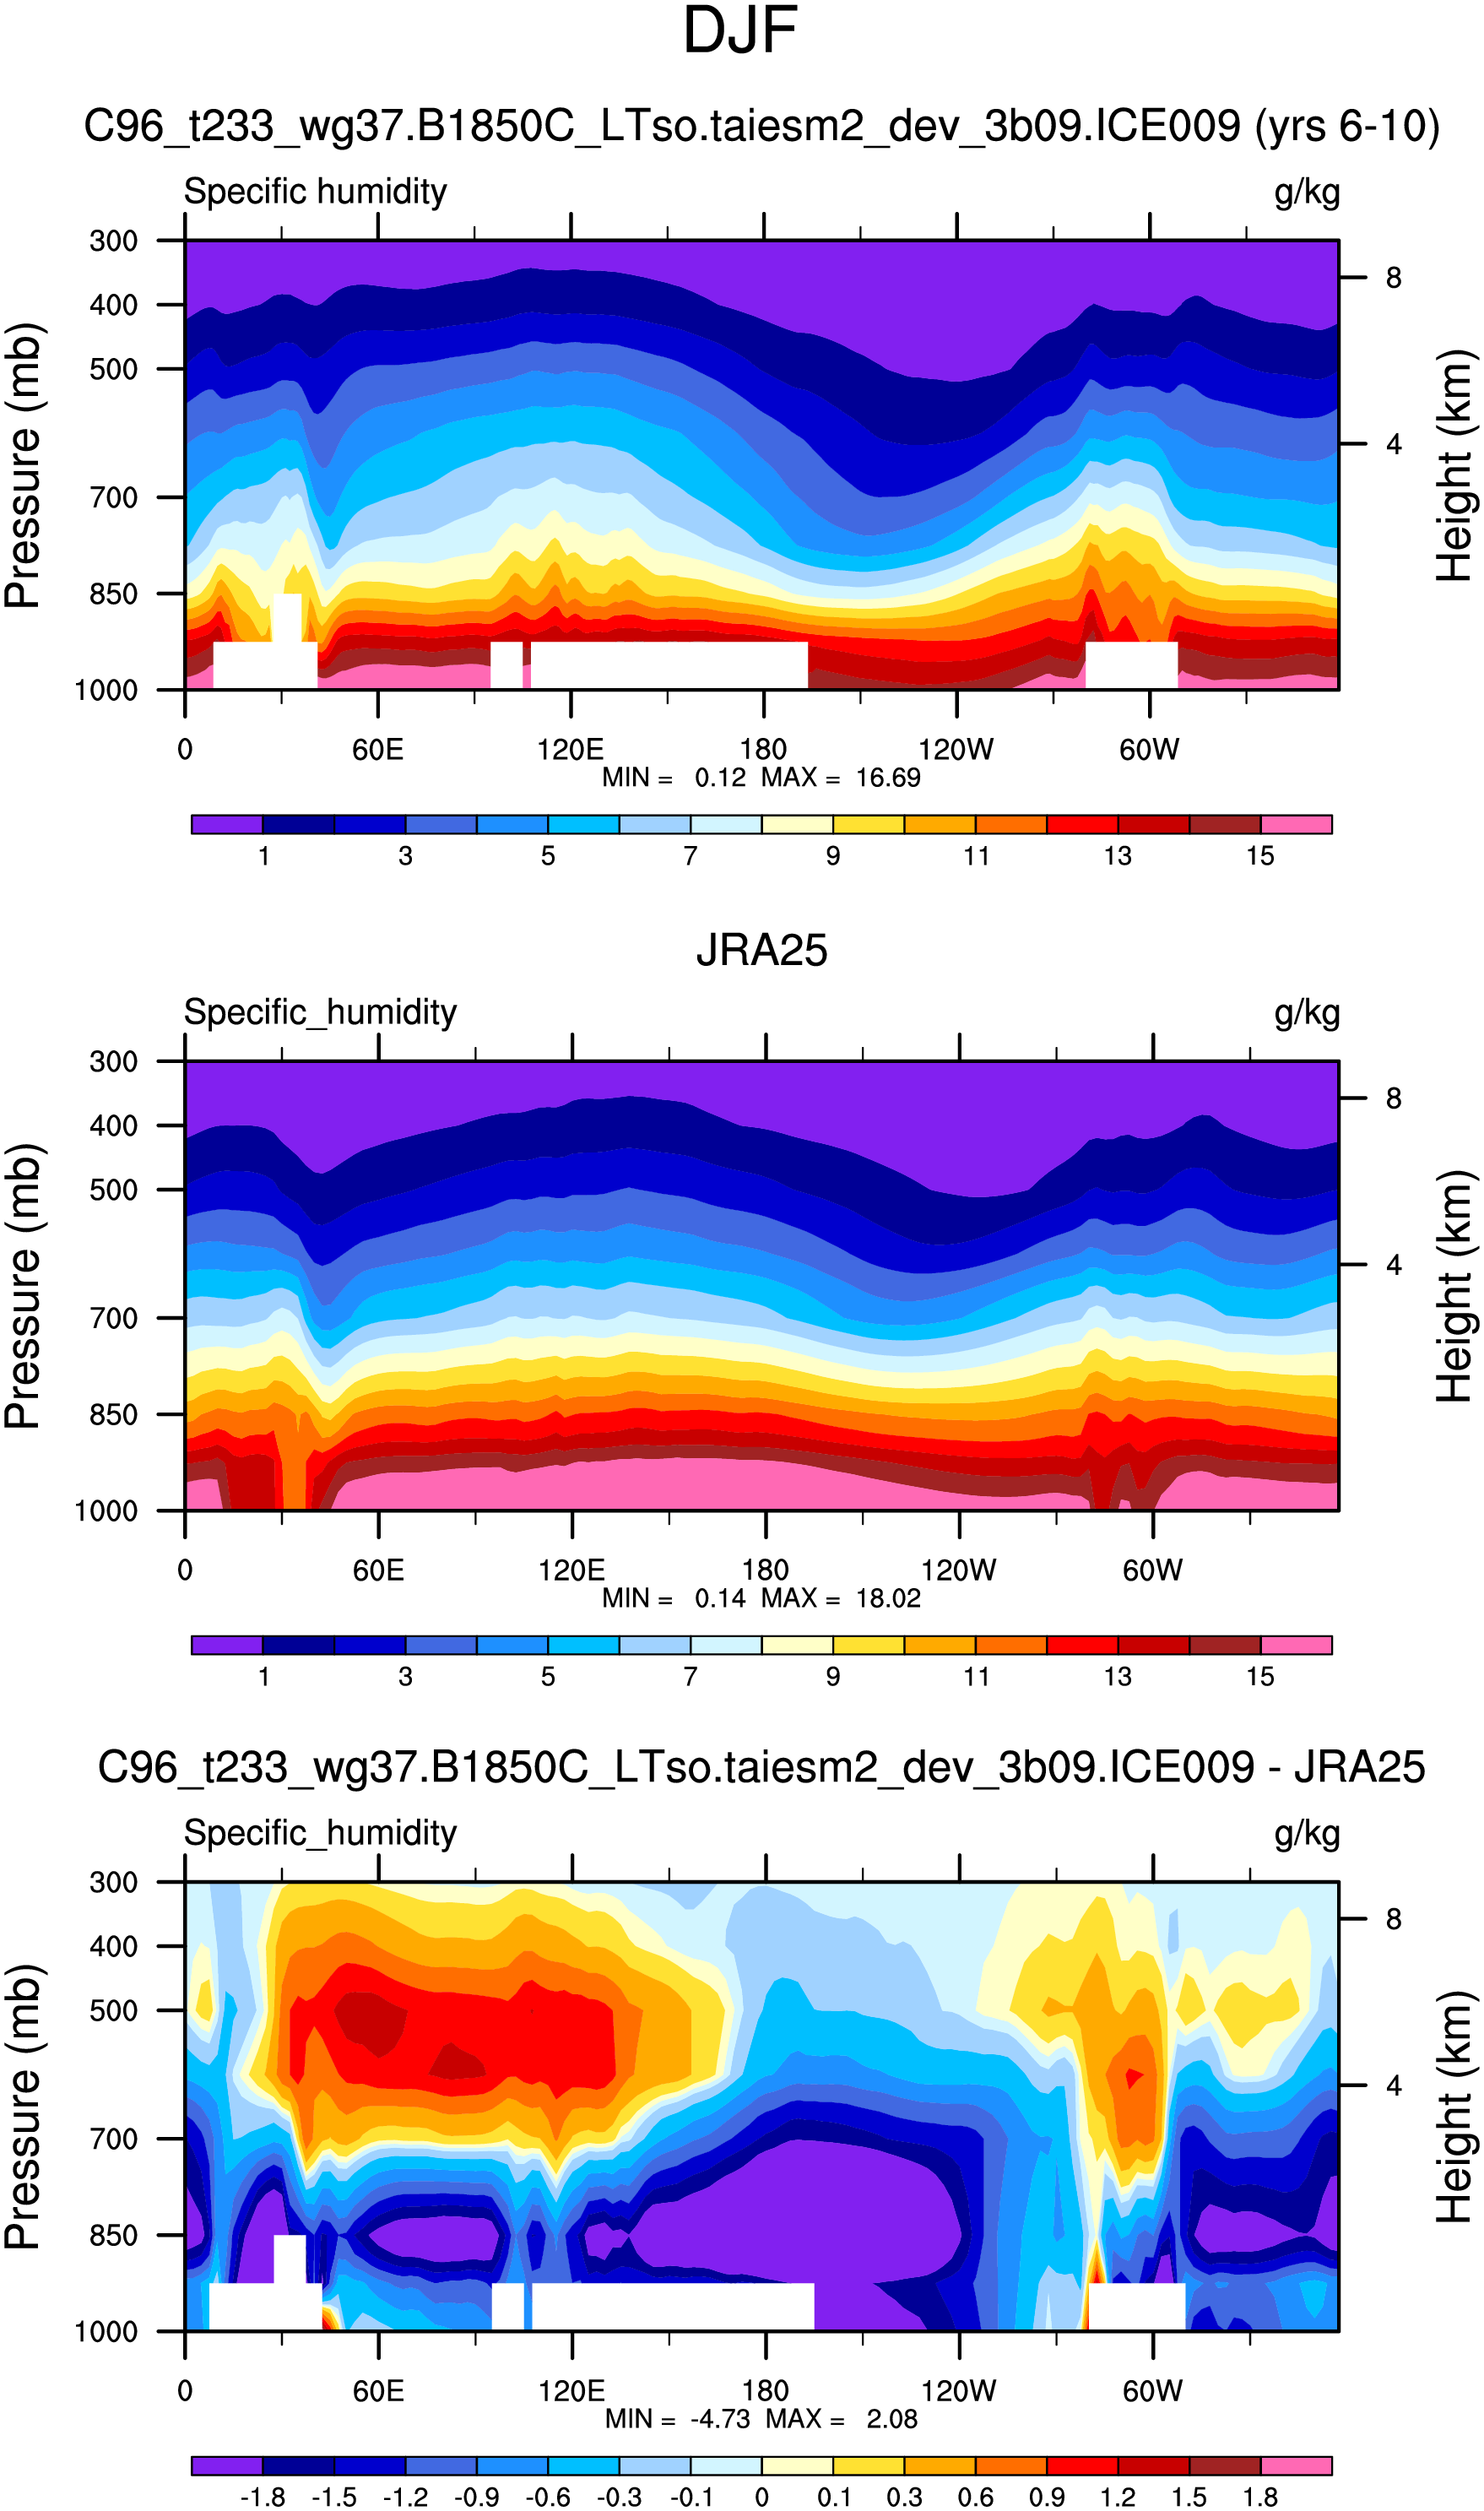 DJF
C96_t233_wg37.B1850C_LTso.taiesm2_dev_3b09.ICE009 (yrs 6-10)
Specific humidity g/kg
Pressure (mb)
300
400
500
700
850
1000
8
4
Height (km)
0 60E 120E 180 120W 60W
MIN = 0.12 MAX = 16.69
1 3 5 7 9 11 13 15
JRA25
Specific_humidity g/kg
Pressure (mb)
300
400
500
700
850
1000
8
4
Height (km)
0 60E 120E 180 120W 60W
MIN = 0.14 MAX = 18.02
1 3 5 7 9 11 13 15
C96_t233_wg37.B1850C_LTso.taiesm2_dev_3b09.ICE009 - JRA25
Specific_humidity g/kg
Pressure (mb)
300
400
500
700
850
1000
8
4
Height (km)
0 60E 120E 180 120W 60W
MIN = -4.73 MAX = 2.08
-1.8 -1.5 -1.2 -0.9 -0.6 -0.3 -0.1 0 0.1 0.3 0.6 0.9 1.2 1.5 1.8